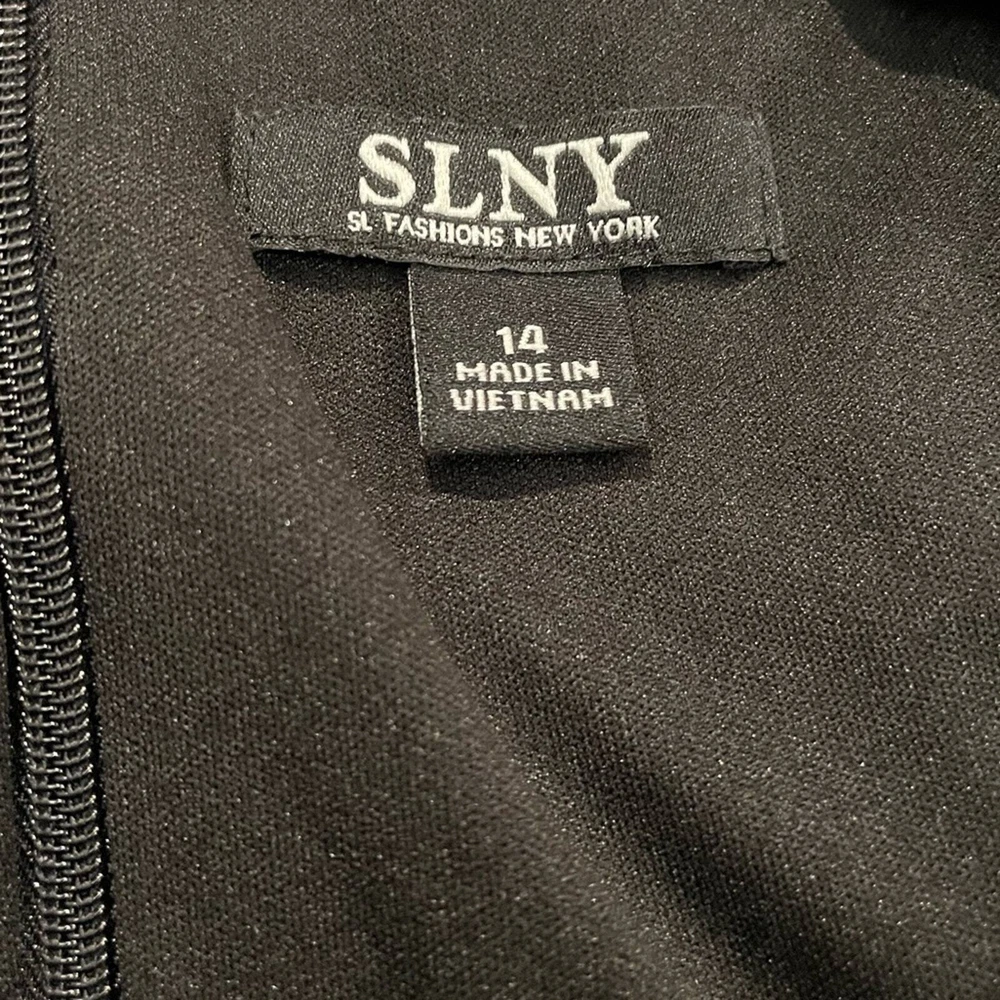 SLNY
SL FASHIONS NEW YORK
14
MADE IN
VIETNAM